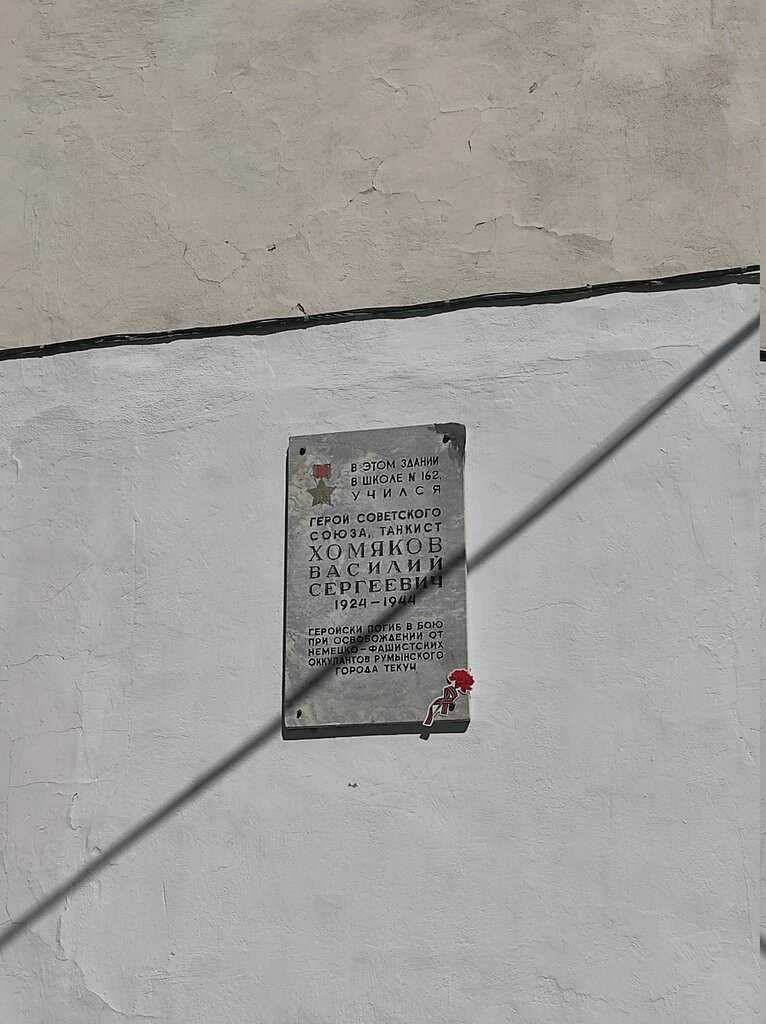 В ЭТОМ ЗДАНИИ
В ШКОЛЕ N 162,
УЧИЛСЯ
ГЕРОЙ СОВЕТСКОГО
СОЮЗА, ТАНКИСТ
ХОМЯКОВ
ВАСИЛИЙ
СЕРГЕЕВИЧ
1924-1944
ГЕРОЙСКИ ПОГИБ В БОЮ
ПРИ ОСВОБОЖДЕНИИ ОТ
НЕМЕЦКО-ФАШИСТСКИХ
ОККУПАНТОВ РУМЫНСКОГО
ГОРОДА ТЕКУЧ